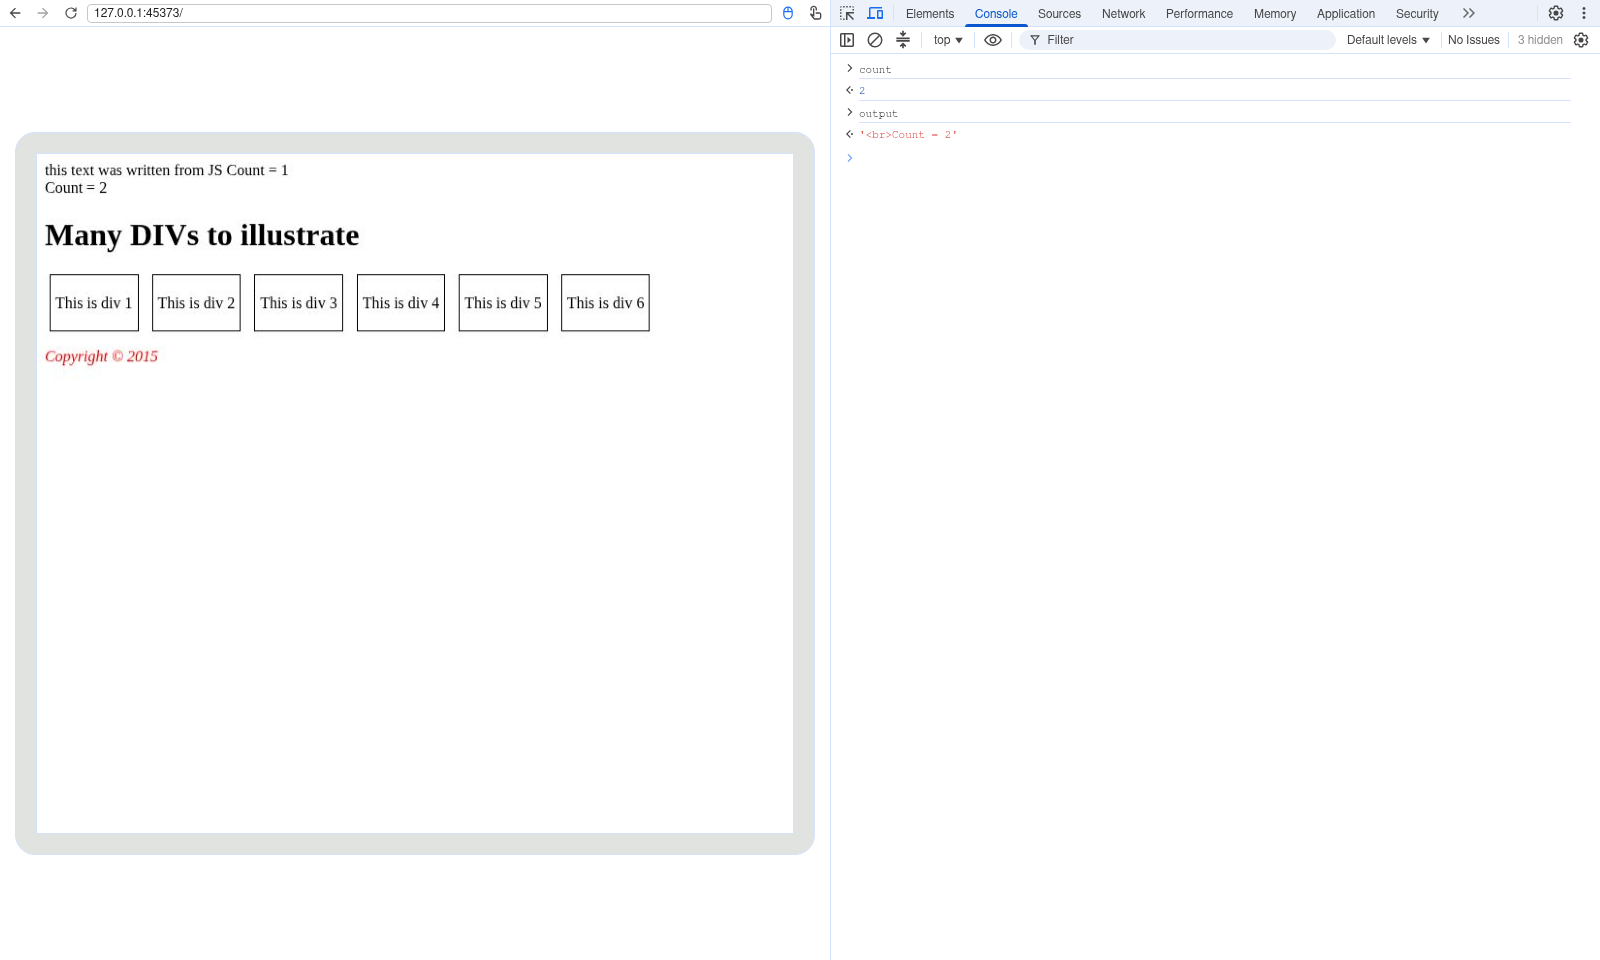 127.0.0.1:45373/
Elements Console Sources Network Performance Memory Application Security
top Filter Default levels No Issues 3 hidden
this text was written from JS Count = 1
Count = 2
Many DIVs to illustrate
This is div 1 This is div 2 This is div 3 This is div 4 This is div 5 This is div 6
Copyright © 2015
count
2
output
'<br>Count = 2'